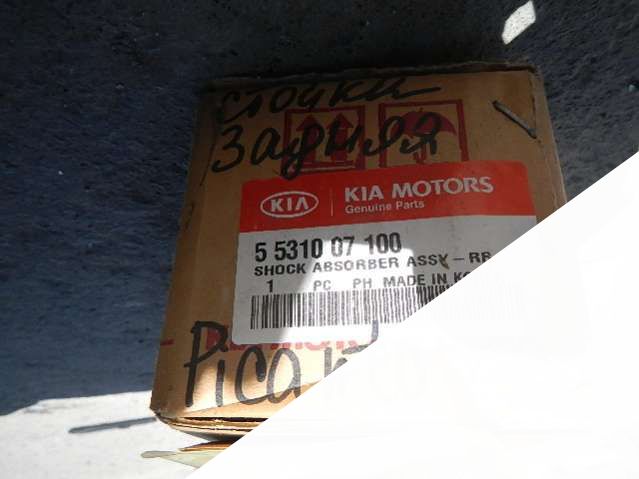 стойки
задняя
KIA KIA MOTORS
Genuine Parts
5 5310 07 100
SHOCK ABSORBER ASSY - RR
1 PC PH MADE IN
Pica